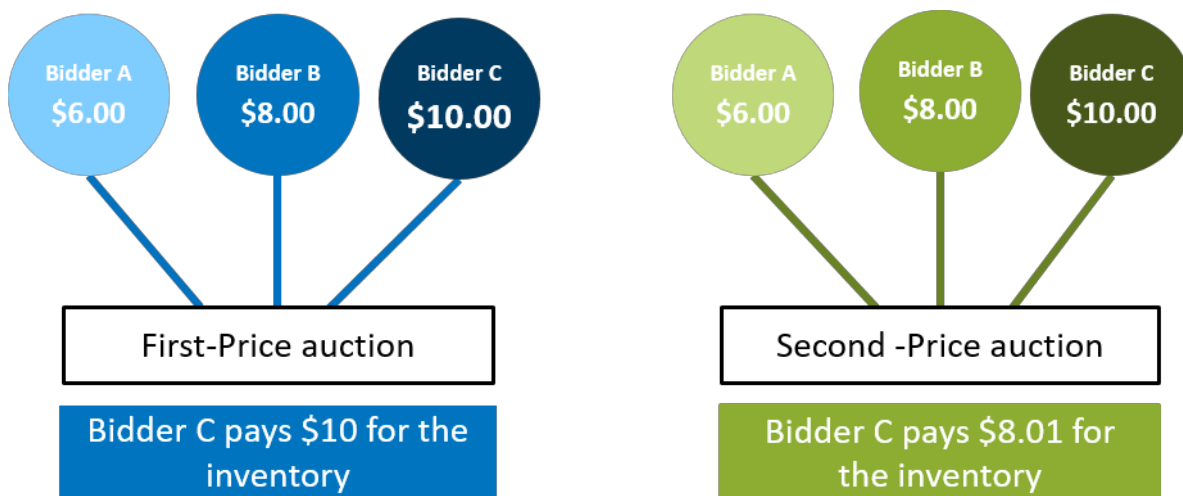 Bidder A
$6.00
Bidder B
$8.00
Bidder C
$10.00
First-Price auction
Bidder C pays $10 for the
inventory
Bidder A
$6.00
Bidder B
$8.00
Bidder C
$10.00
Second -Price auction
Bidder C pays $8.01 for
the inventory